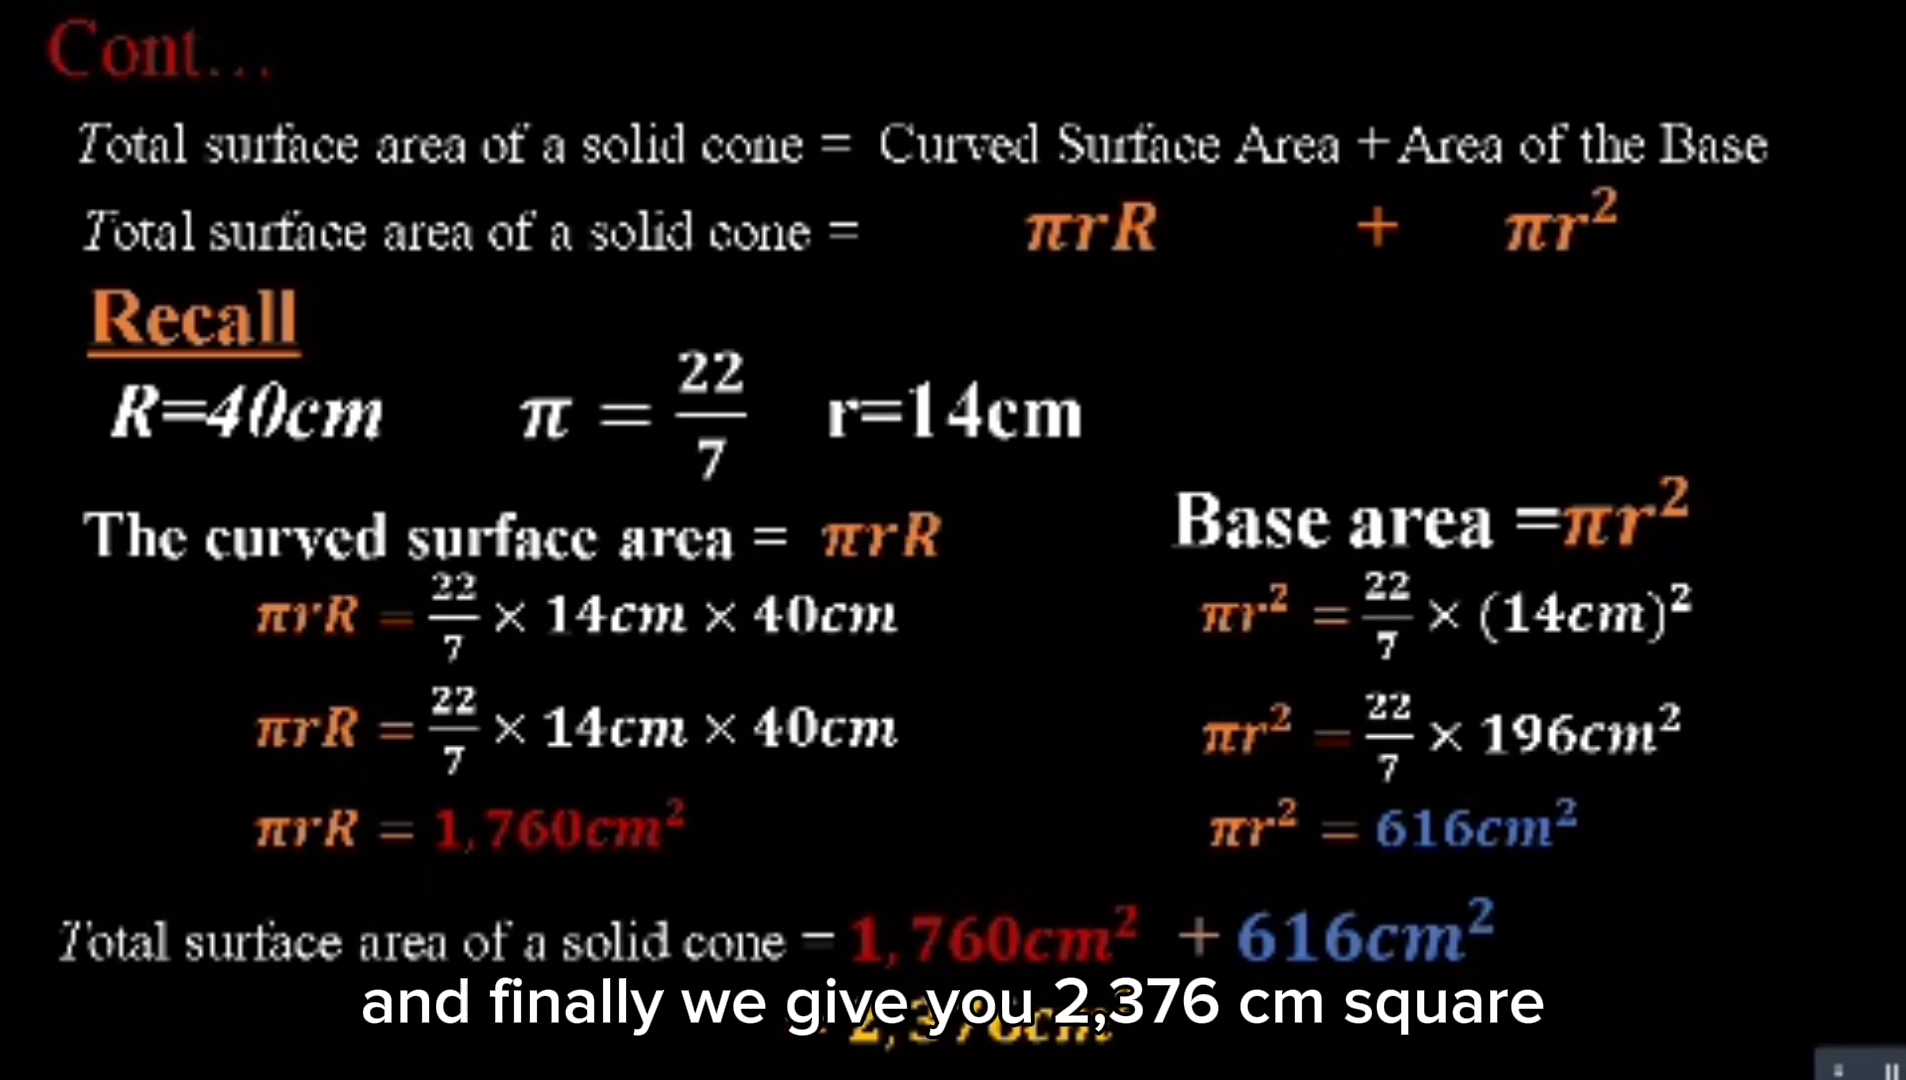 Cont...
Total surface area of a solid cone = Curved Surface Area + Area of the Base
Total surface area of a solid cone = πrR + πr²
Recall
R=40cm π = 22/7 r=14cm
The curved surface area = πrR
πrR = 22/7 × 14cm × 40cm
πrR = 22/7 × 14cm × 40cm
πrR = 1,760cm²
Base area =πr²
πr² = 22/7 × (14cm)²
πr² = 22/7 × 196cm²
πr² = 616cm²
Total surface area of a solid cone = 1,760cm² + 616cm²
and finally we give you 2,376 cm square